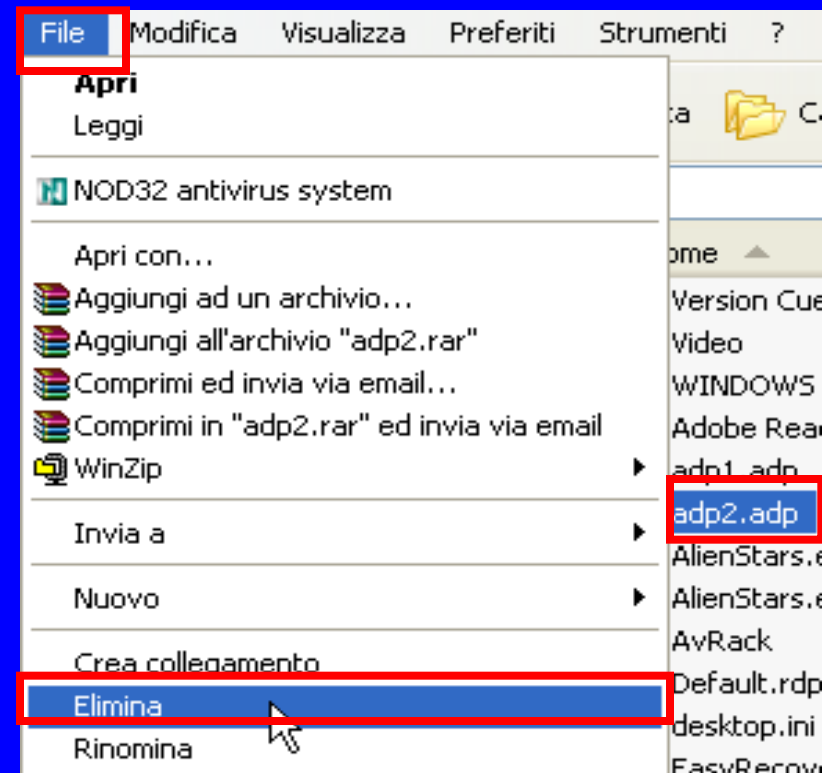 File Modifica Visualizza Preferiti Strumenti ?
Apri
Leggi
NOD32 antivirus system
Apri con...
Aggiungi ad un archivio...
Aggiungi all'archivio "adp2.rar"
Comprimi ed invia via email...
Comprimi in "adp2.rar" ed invia via email
WinZip
Invia a
Nuovo
Crea collegamento
Elimina
Rinomina
Version Cue
Video
WINDOWS
Adobe
adp1.adp
adp2.adp
AlienStars.e
AlienStars.e
AvRack
Default.rdp
desktop.ini